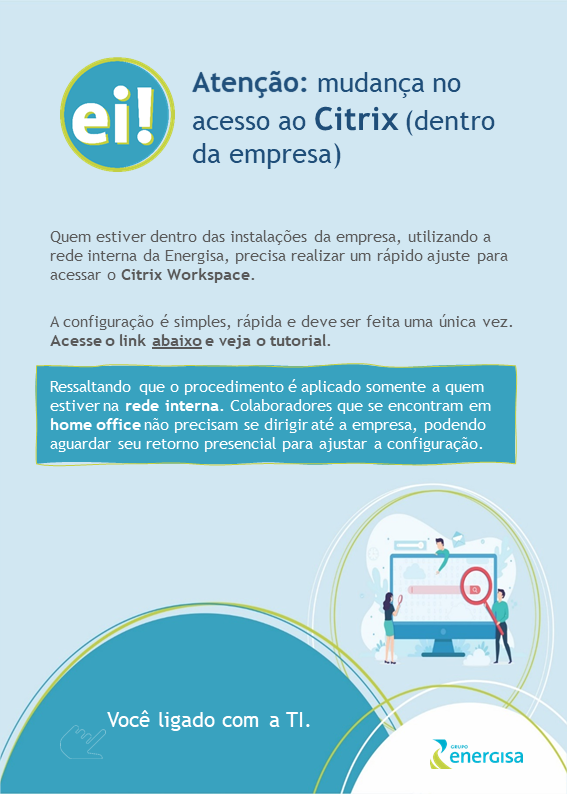 ei!
Atenção: mudança no
acesso ao Citrix (dentro
da empresa)
Quem estiver dentro das instalações da empresa, utilizando a
rede interna da Energisa, precisa realizar um rápido ajuste para
acessar o Citrix Workspace.
A configuração é simples, rápida e deve ser feita uma única vez.
Acesse o link abaixo e veja o tutorial.
Ressaltando que o procedimento é aplicado somente a quem
estiver na rede interna. Colaboradores que se encontram em
home office não precisam se dirigir até a empresa, podendo
aguardar seu retorno presencial para ajustar a configuração.
Você ligado com a TI.
GRUPO
energisa